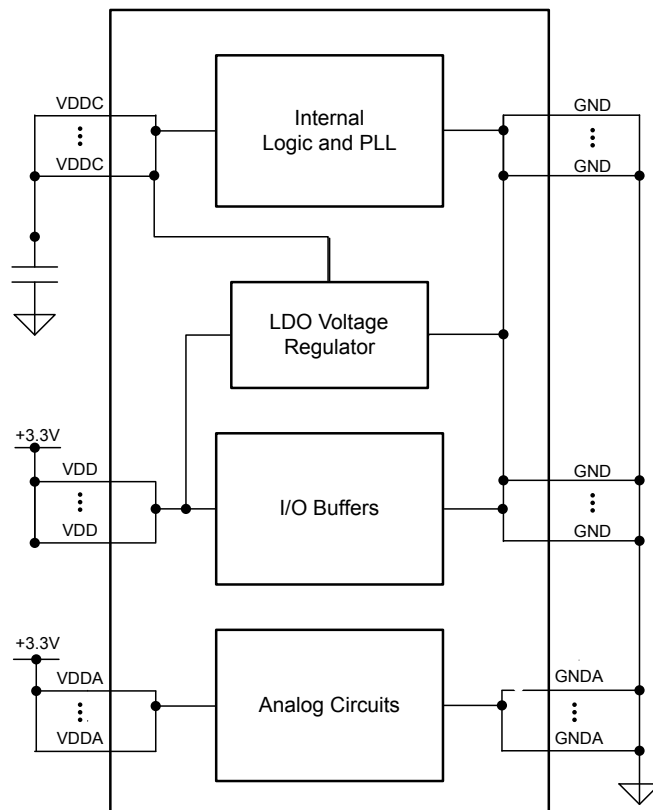 VDDC
VDDC
Internal
Logic and PLL
GND
GND
LDO Voltage
Regulator
+3.3V
VDD
VDD
I/O Buffers
GND
GND
+3.3V
VDDA
VDDA
Analog Circuits
GNDA
GNDA